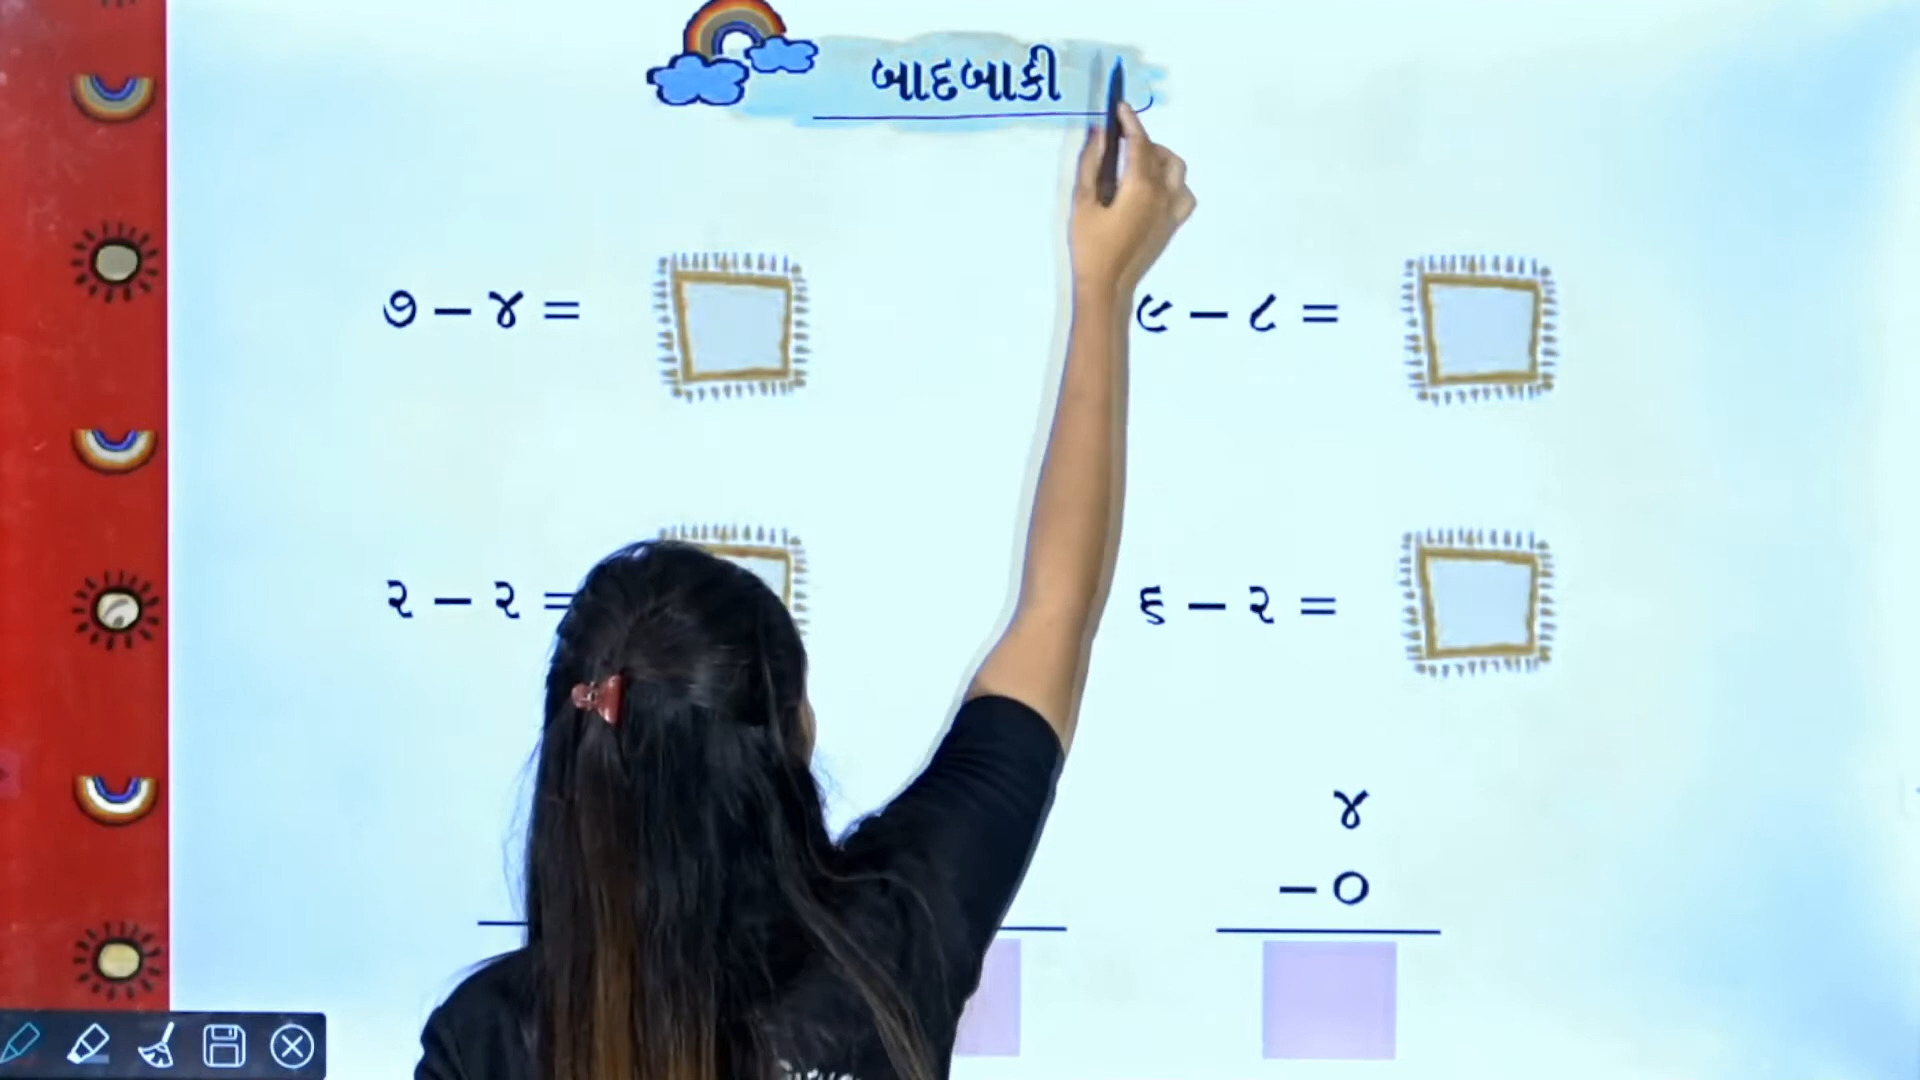 બાદબાકી
૭ – ૪ =
૯ – ૮ =
૨ – ૨ =
૬ – ૨ =
૪
– ૦